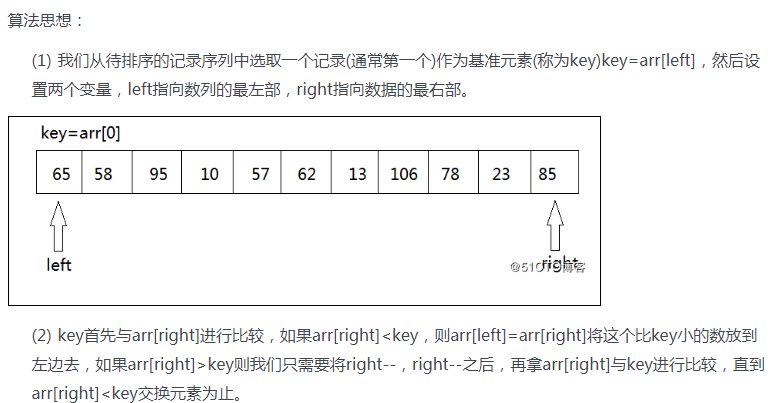 算法思想：
(1) 我们从待排序的记录序列中选取一个记录(通常第一个)作为基准元素(称为key)key=arr[left]，然后设
置两个变量，left指向数列的最左部，right指向数据的最右部。
key=arr[0]
65 58 95 10 57 62 13 106 78 23 85
left right
@51CTO博客
(2) key首先与arr[right]进行比较，如果arr[right]<key，则arr[left]=arr[right]将这个比key小的数放到
左边去，如果arr[right]>key则我们只需要将right--，right--之后，再拿arr[right]与key进行比较，直到
arr[right]<key交换元素为止。